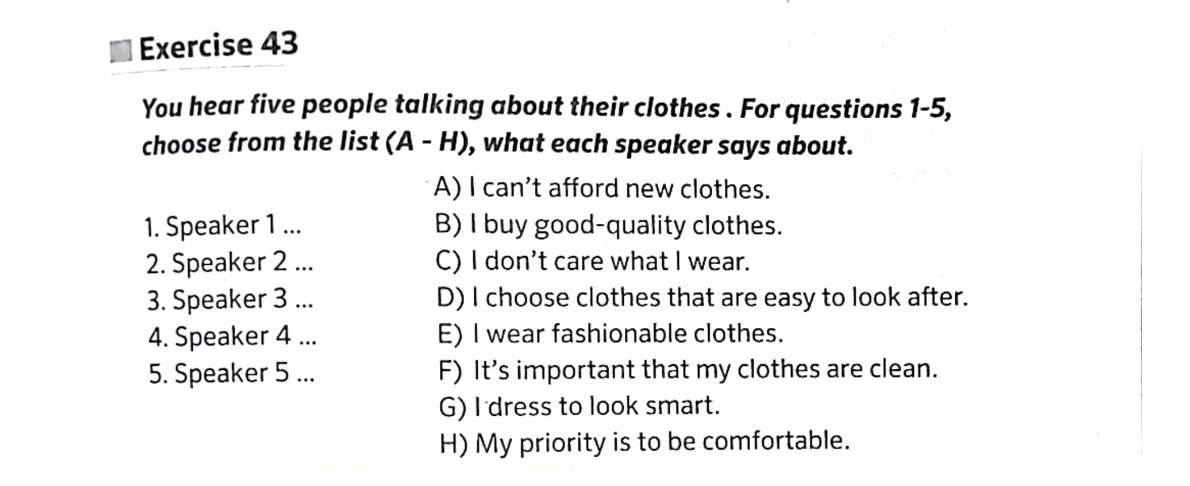 Exercise 43
You hear five people talking about their clothes . For questions 1-5,
choose from the list (A - H), what each speaker says about.
A) I can't afford new clothes.
1. Speaker 1 ...
B) I buy good-quality clothes.
2. Speaker 2 ...
C) I don't care what I wear.
3. Speaker 3 ...
D) I choose clothes that are easy to look after.
4. Speaker 4 ...
E) I wear fashionable clothes.
5. Speaker 5 ...
F) It's important that my clothes are clean.
G) I dress to look smart.
H) My priority is to be comfortable.